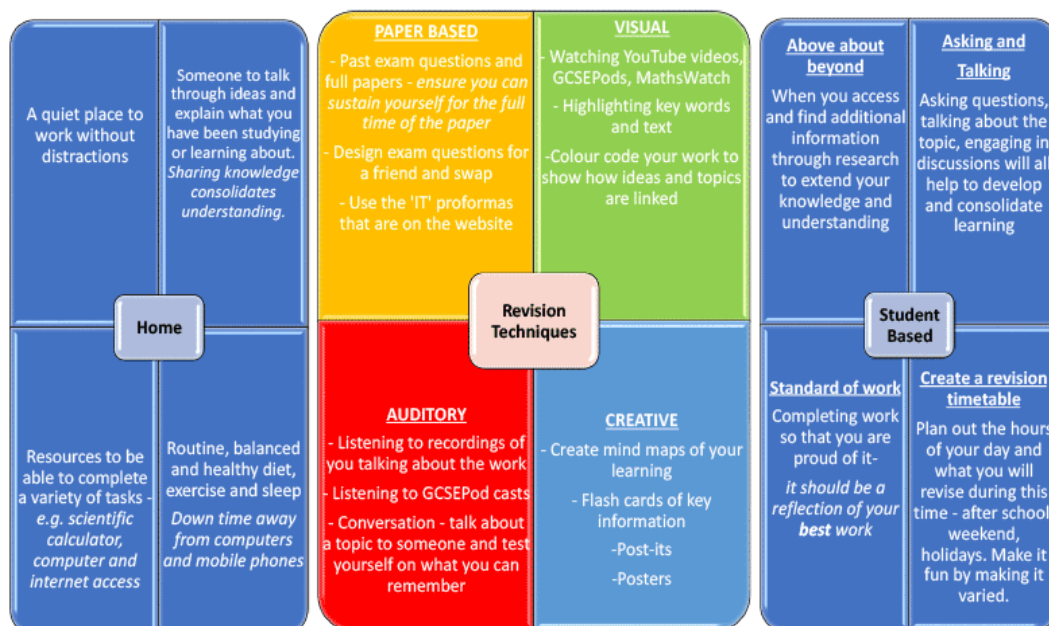 A quiet place to
work without
distractions
Someone to talk
through ideas and
explain what you
have been studying
or learning about.
Sharing knowledge
consolidates
understanding.
Home
Resources to be
able to complete
a variety of tasks -
e.g. scientific
calculator,
computer and
internet access
Routine, balanced
and healthy diet,
exercise and sleep
Down time away
from computers
and mobile phones
PAPER BASED
- Past exam questions and
full papers - ensure you can
sustain yourself for the full
time of the paper
- Design exam questions for
a friend and swap
- Use the 'IT' proformas
that are on the website
VISUAL
- Watching YouTube videos,
GCSEPods, MathsWatch
- Highlighting key words
and text
-Colour code your work to
show how ideas and topics
are linked
Revision
Techniques
AUDITORY
- Listening to recordings of
you talking about the work
- Listening to GCSEPod casts
- Conversation - talk about
a topic to someone and test
yourself on what you can
remember
CREATIVE
- Create mind maps of your
learning
- Flash cards of key
information
-Post-its
-Posters
Above about
beyond
When you access
and find additional
information
through research
to extend your
knowledge and
understanding
Asking and
Talking
Asking questions,
talking about the
topic, engaging in
discussions will all
help to develop
and consolidate
learning
Student
Based
Standard of work
Completing work
so that you are
proud of it-
it should be a
reflection of your
best work
Create a revision
timetable
Plan out the hours
of your day and
what you will
revise during this
time - after school,
weekend,
holidays. Make it
fun by making it
varied.